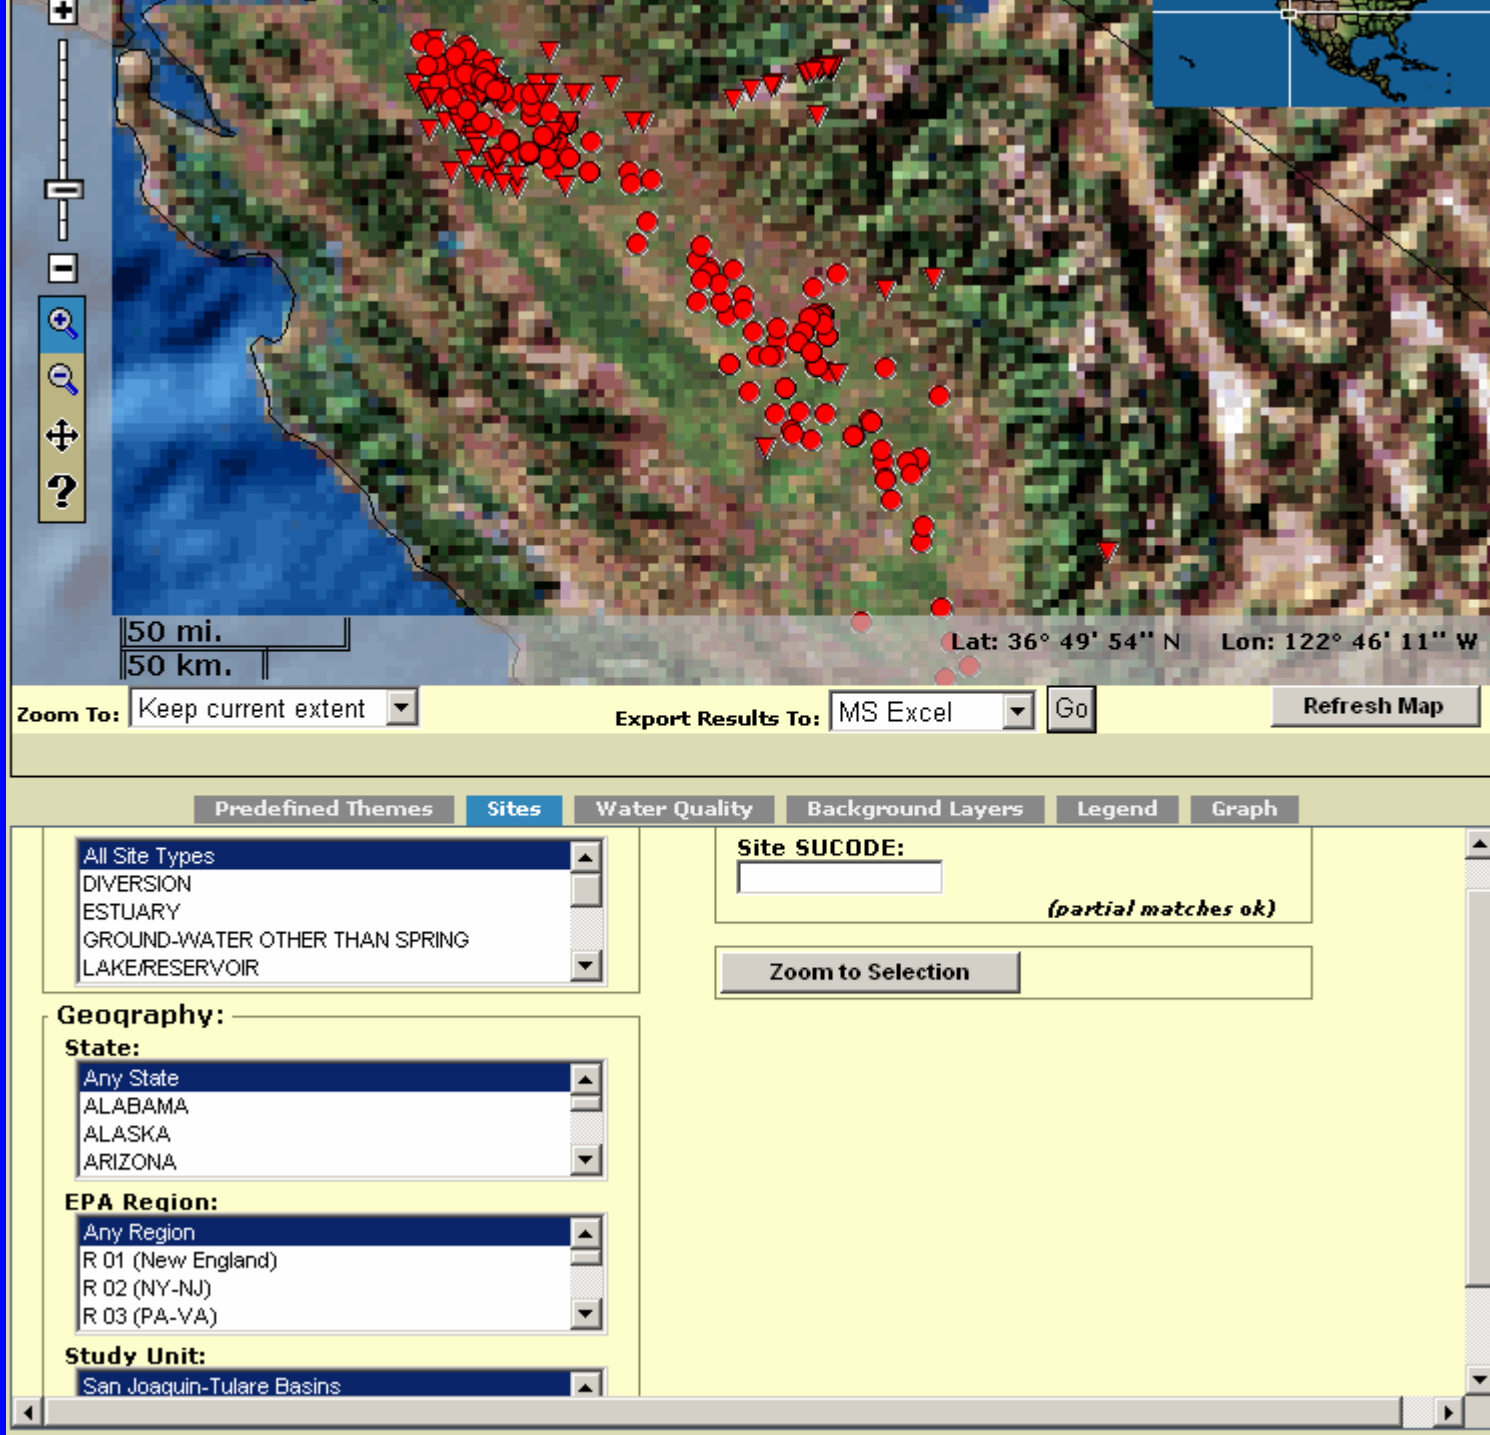 50 mi.
50 km.
Lat: 36° 49' 54" N Lon: 122° 46' 11" W
Zoom To: Keep current extent
Export Results To: MS Excel Go
Refresh Map
Predefined Themes Sites Water Quality Background Layers Legend Graph
All Site Types
DIVERSION
ESTUARY
GROUND-WATER OTHER THAN SPRING
LAKE/RESERVOIR
Site SUCODE:
(partial matches ok)
Zoom to Selection
Geography:
State:
Any State
ALABAMA
ALASKA
ARIZONA
EPA Region:
Any Region
R 01 (New England)
R 02 (NY-NJ)
R 03 (PA-VA)
Study Unit:
San Joaquin-Tulare Basins